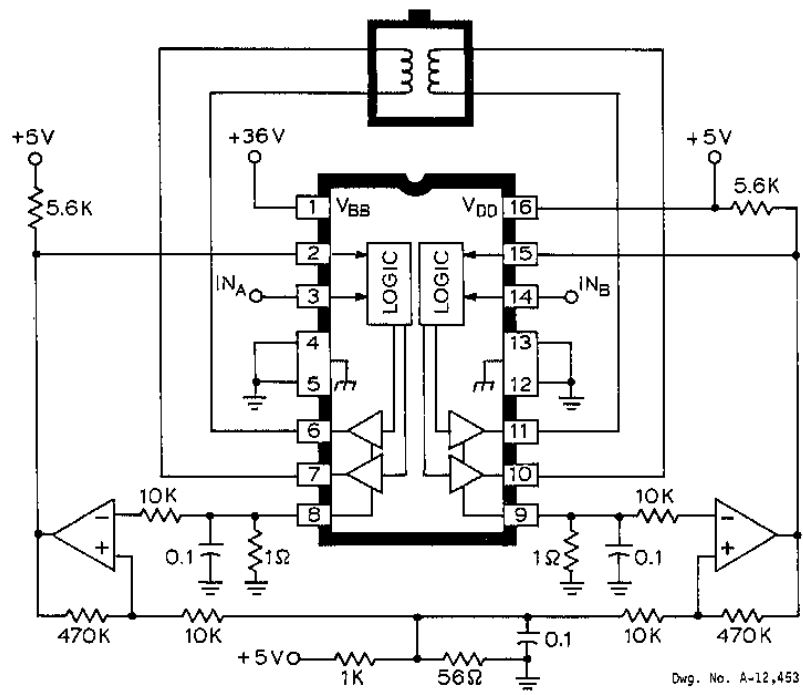 +5V
+36V
+5V
5.6K
5.6K
1
V_BB
V_DD
16
2
15
IN_A
3
LOGIC
LOGIC
14
IN_B
4
13
5
12
6
11
7
10
10K
8
9
10K
−
−
+
+
0.1
1Ω
1Ω
0.1
470K
10K
0.1
10K
470K
+5V
1K
56Ω
Dwg. No. A-12,453